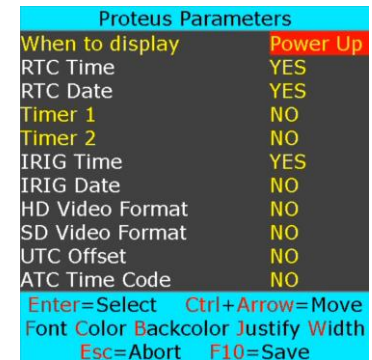 Proteus Parameters
When to display Power Up
RTC Time YES
RTC Date YES
Timer 1 NO
Timer 2 NO
IRIG Time YES
IRIG Date NO
HD Video Format NO
SD Video Format NO
UTC Offset NO
ATC Time Code NO
Enter=Select Ctrl+Arrow=Move
Font Color Backcolor Justify Width
Esc=Abort F10=Save